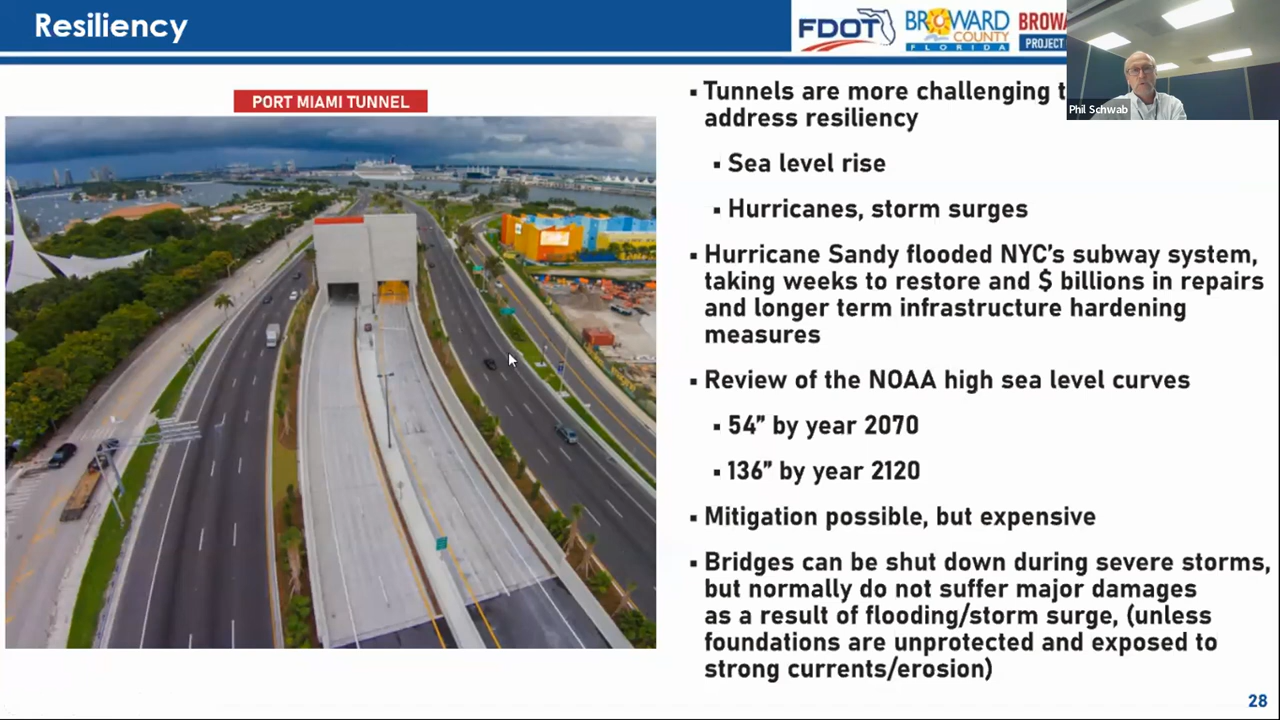 Resiliency
FDOT
BROWARD
COUNTY
FLORIDA
PROJECT
Phil Schwab
PORT MIAMI TUNNEL
▪ Tunnels are more challenging
address resiliency
▪ Sea level rise
▪ Hurricanes, storm surges
▪ Hurricane Sandy flooded NYC’s subway system,
taking weeks to restore and $ billions in repairs
and longer term infrastructure hardening
measures
▪ Review of the NOAA high sea level curves
▪ 54” by year 2070
▪ 136” by year 2120
▪ Mitigation possible, but expensive
▪ Bridges can be shut down during severe storms,
but normally do not suffer major damages
as a result of flooding/storm surge, (unless
foundations are unprotected and exposed to
strong currents/erosion)
28